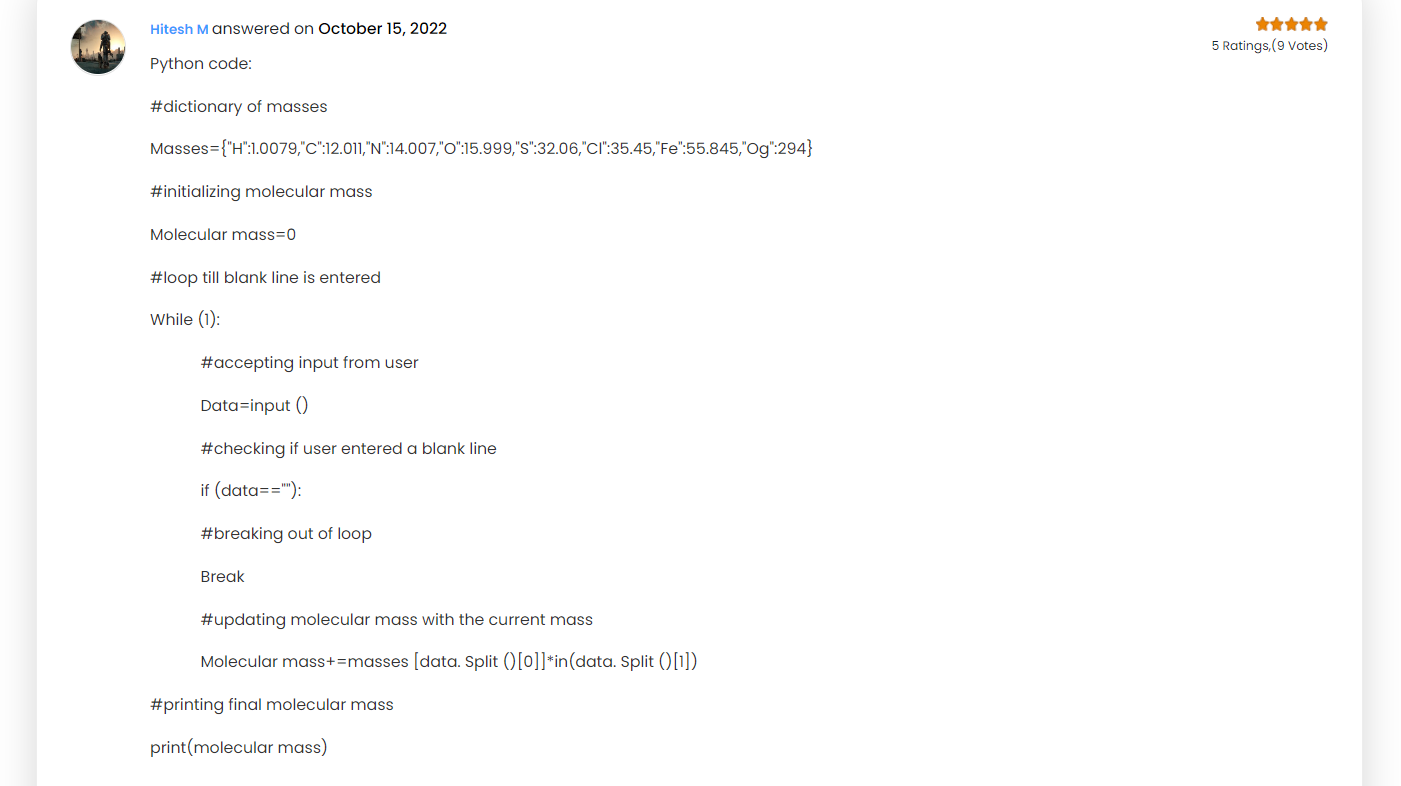 Hitesh M answered on October 15, 2022
5 Ratings,(9 Votes)
Python code:
#dictionary of masses
Masses={"H":1.0079,"C":12.011,"N":14.007,"O":15.999,"S":32.06,"Cl":35.45,"Fe":55.845,"Og":294}
#initializing molecular mass
Molecular mass=0
#loop till blank line is entered
While (1):
#accepting input from user
Data=input ()
#checking if user entered a blank line
if (data==""):
#breaking out of loop
Break
#updating molecular mass with the current mass
Molecular mass+=masses [data. Split ()[0]]*in(data. Split ()[1])
#printing final molecular mass
print(molecular mass)